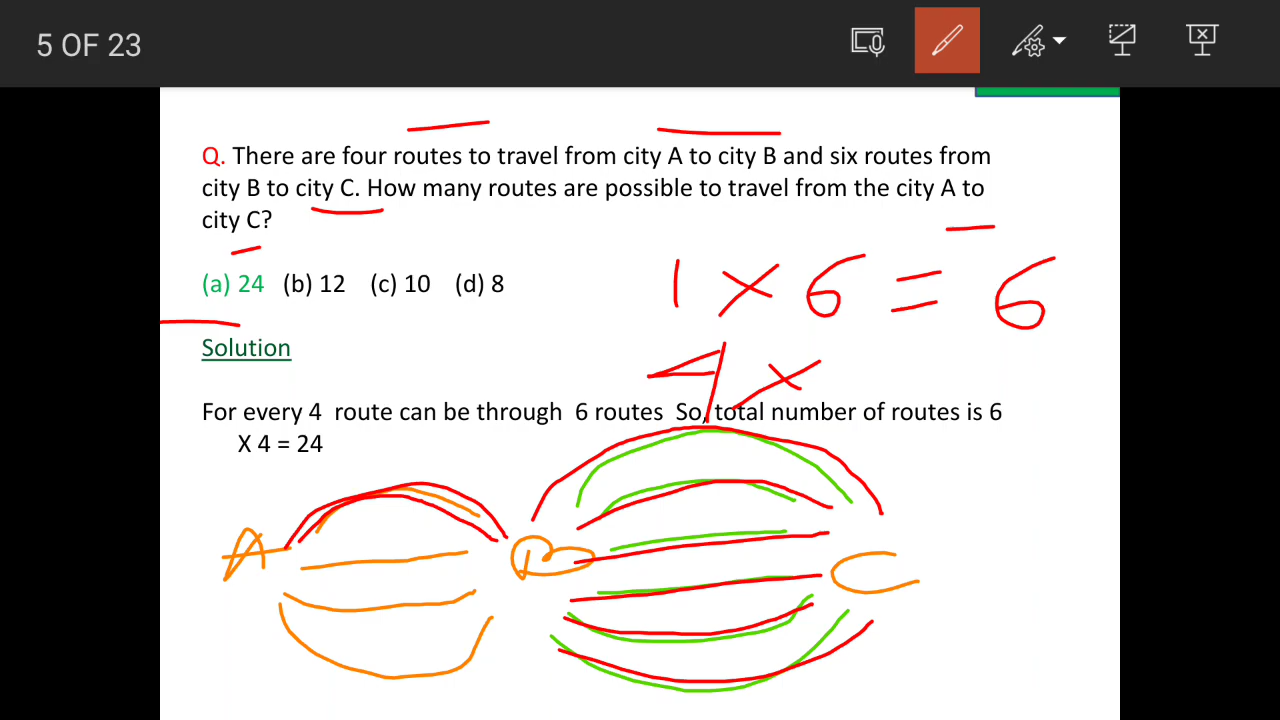 5 OF 23
Q. There are four routes to travel from city A to city B and six routes from
city B to city C. How many routes are possible to travel from the city A to
city C?
(a) 24 (b) 12 (c) 10 (d) 8
1 × 6 = 6
Solution
4 ×
For every 4 route can be through 6 routes So, total number of routes is 6
X 4 = 24
A B C